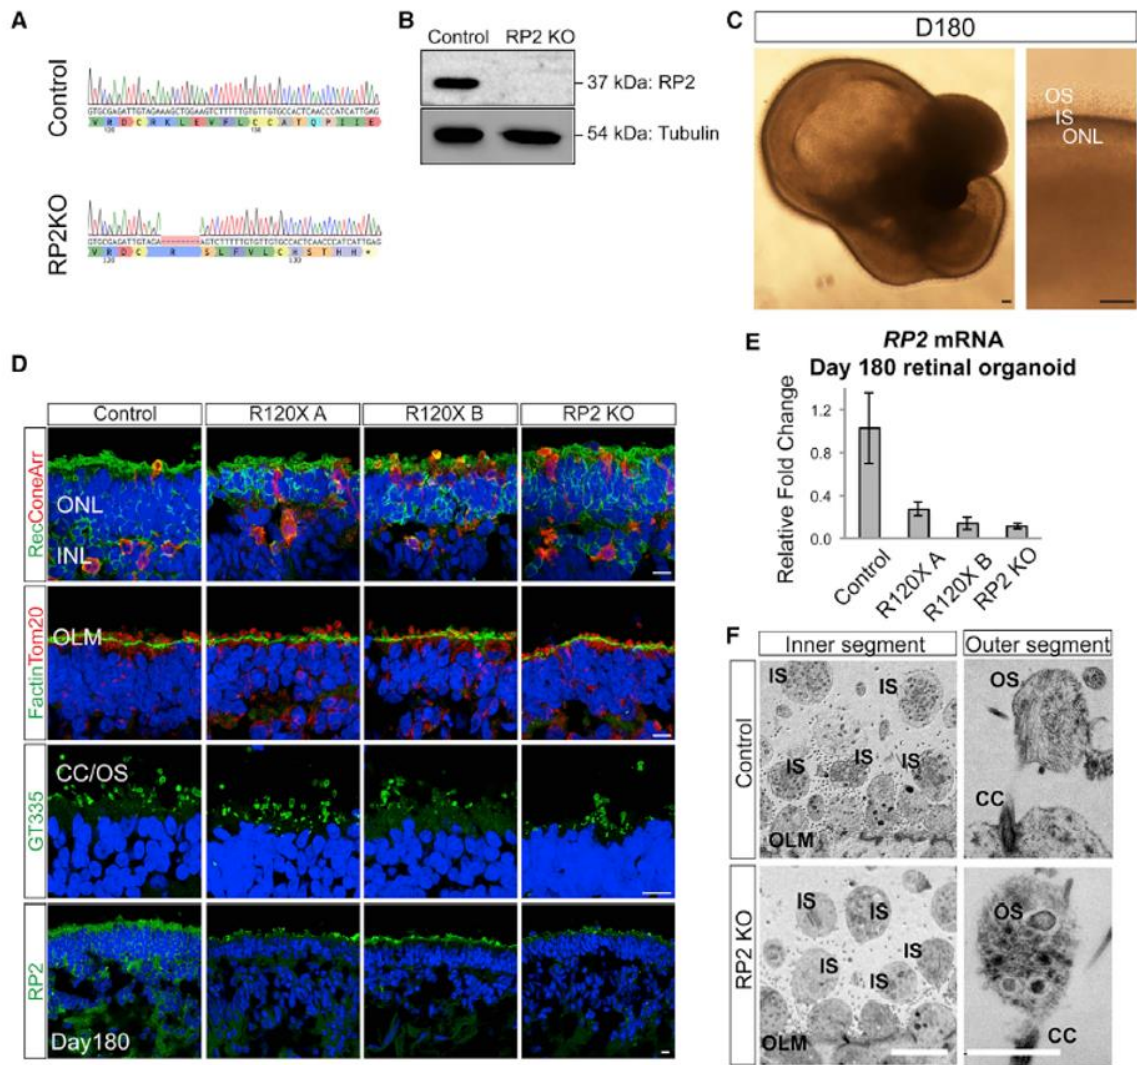 A
Control
GTGCGAGATTGTAGAAAGCTGGAAGTCTTTTTGTGTTGTGCCACTCAACCCATCATTGAG
V R D C R K L E V F L C C A T Q P I I E
RP2KO
GTGCGAGATTGTAGA----------AGTCTTTTTGTGTTGTGCCACTCAACCCATCATTGAG
V R D C R S L F V L C H S T H H *
120 130
B
Control RP2 KO
37 kDa: RP2
54 kDa: Tubulin
C
D180
OS
IS
ONL
D
Control R120X A R120X B RP2 KO
RecConeArr
ONL
INL
FactinTom20
OLM
GT335
CC/OS
RP2
Day180
E
RP2 mRNA
Day 180 retinal organoid
Relative Fold Change
1.2
0.8
0.4
0.0
Control
R120X A
R120X B
RP2 KO
F
Inner segment Outer segment
Control
IS IS OS
IS IS IS
CC
OLM
RP2 KO
IS IS OS
IS IS IS
OLM CC